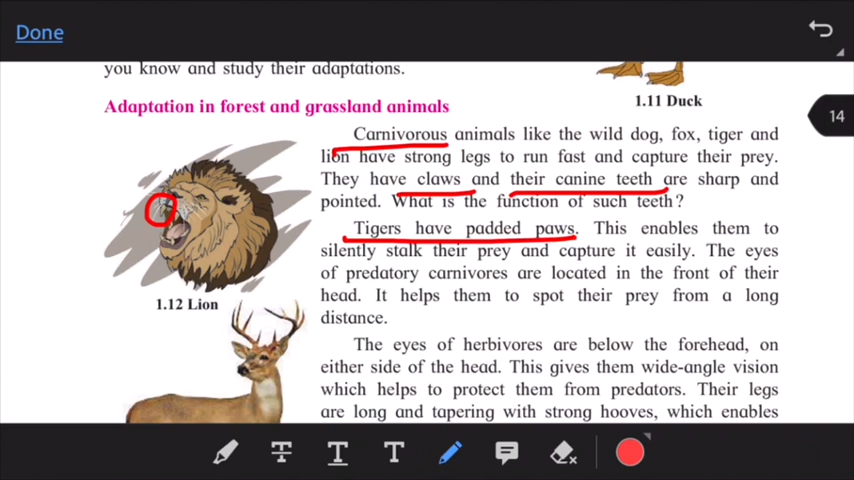 Done
you know and study their adaptations.
1.11 Duck
14
Adaptation in forest and grassland animals
Carnivorous animals like the wild dog, fox, tiger and
lion have strong legs to run fast and capture their prey.
They have claws and their canine teeth are sharp and
pointed. What is the function of such teeth?
Tigers have padded paws. This enables them to
silently stalk their prey and capture it easily. The eyes
of predatory carnivores are located in the front of their
head. It helps them to spot their prey from a long
distance.
1.12 Lion
The eyes of herbivores are below the forehead, on
either side of the head. This gives them wide-angle vision
which helps to protect them from predators. Their legs
are long and tapering with strong hooves, which enables
T T T